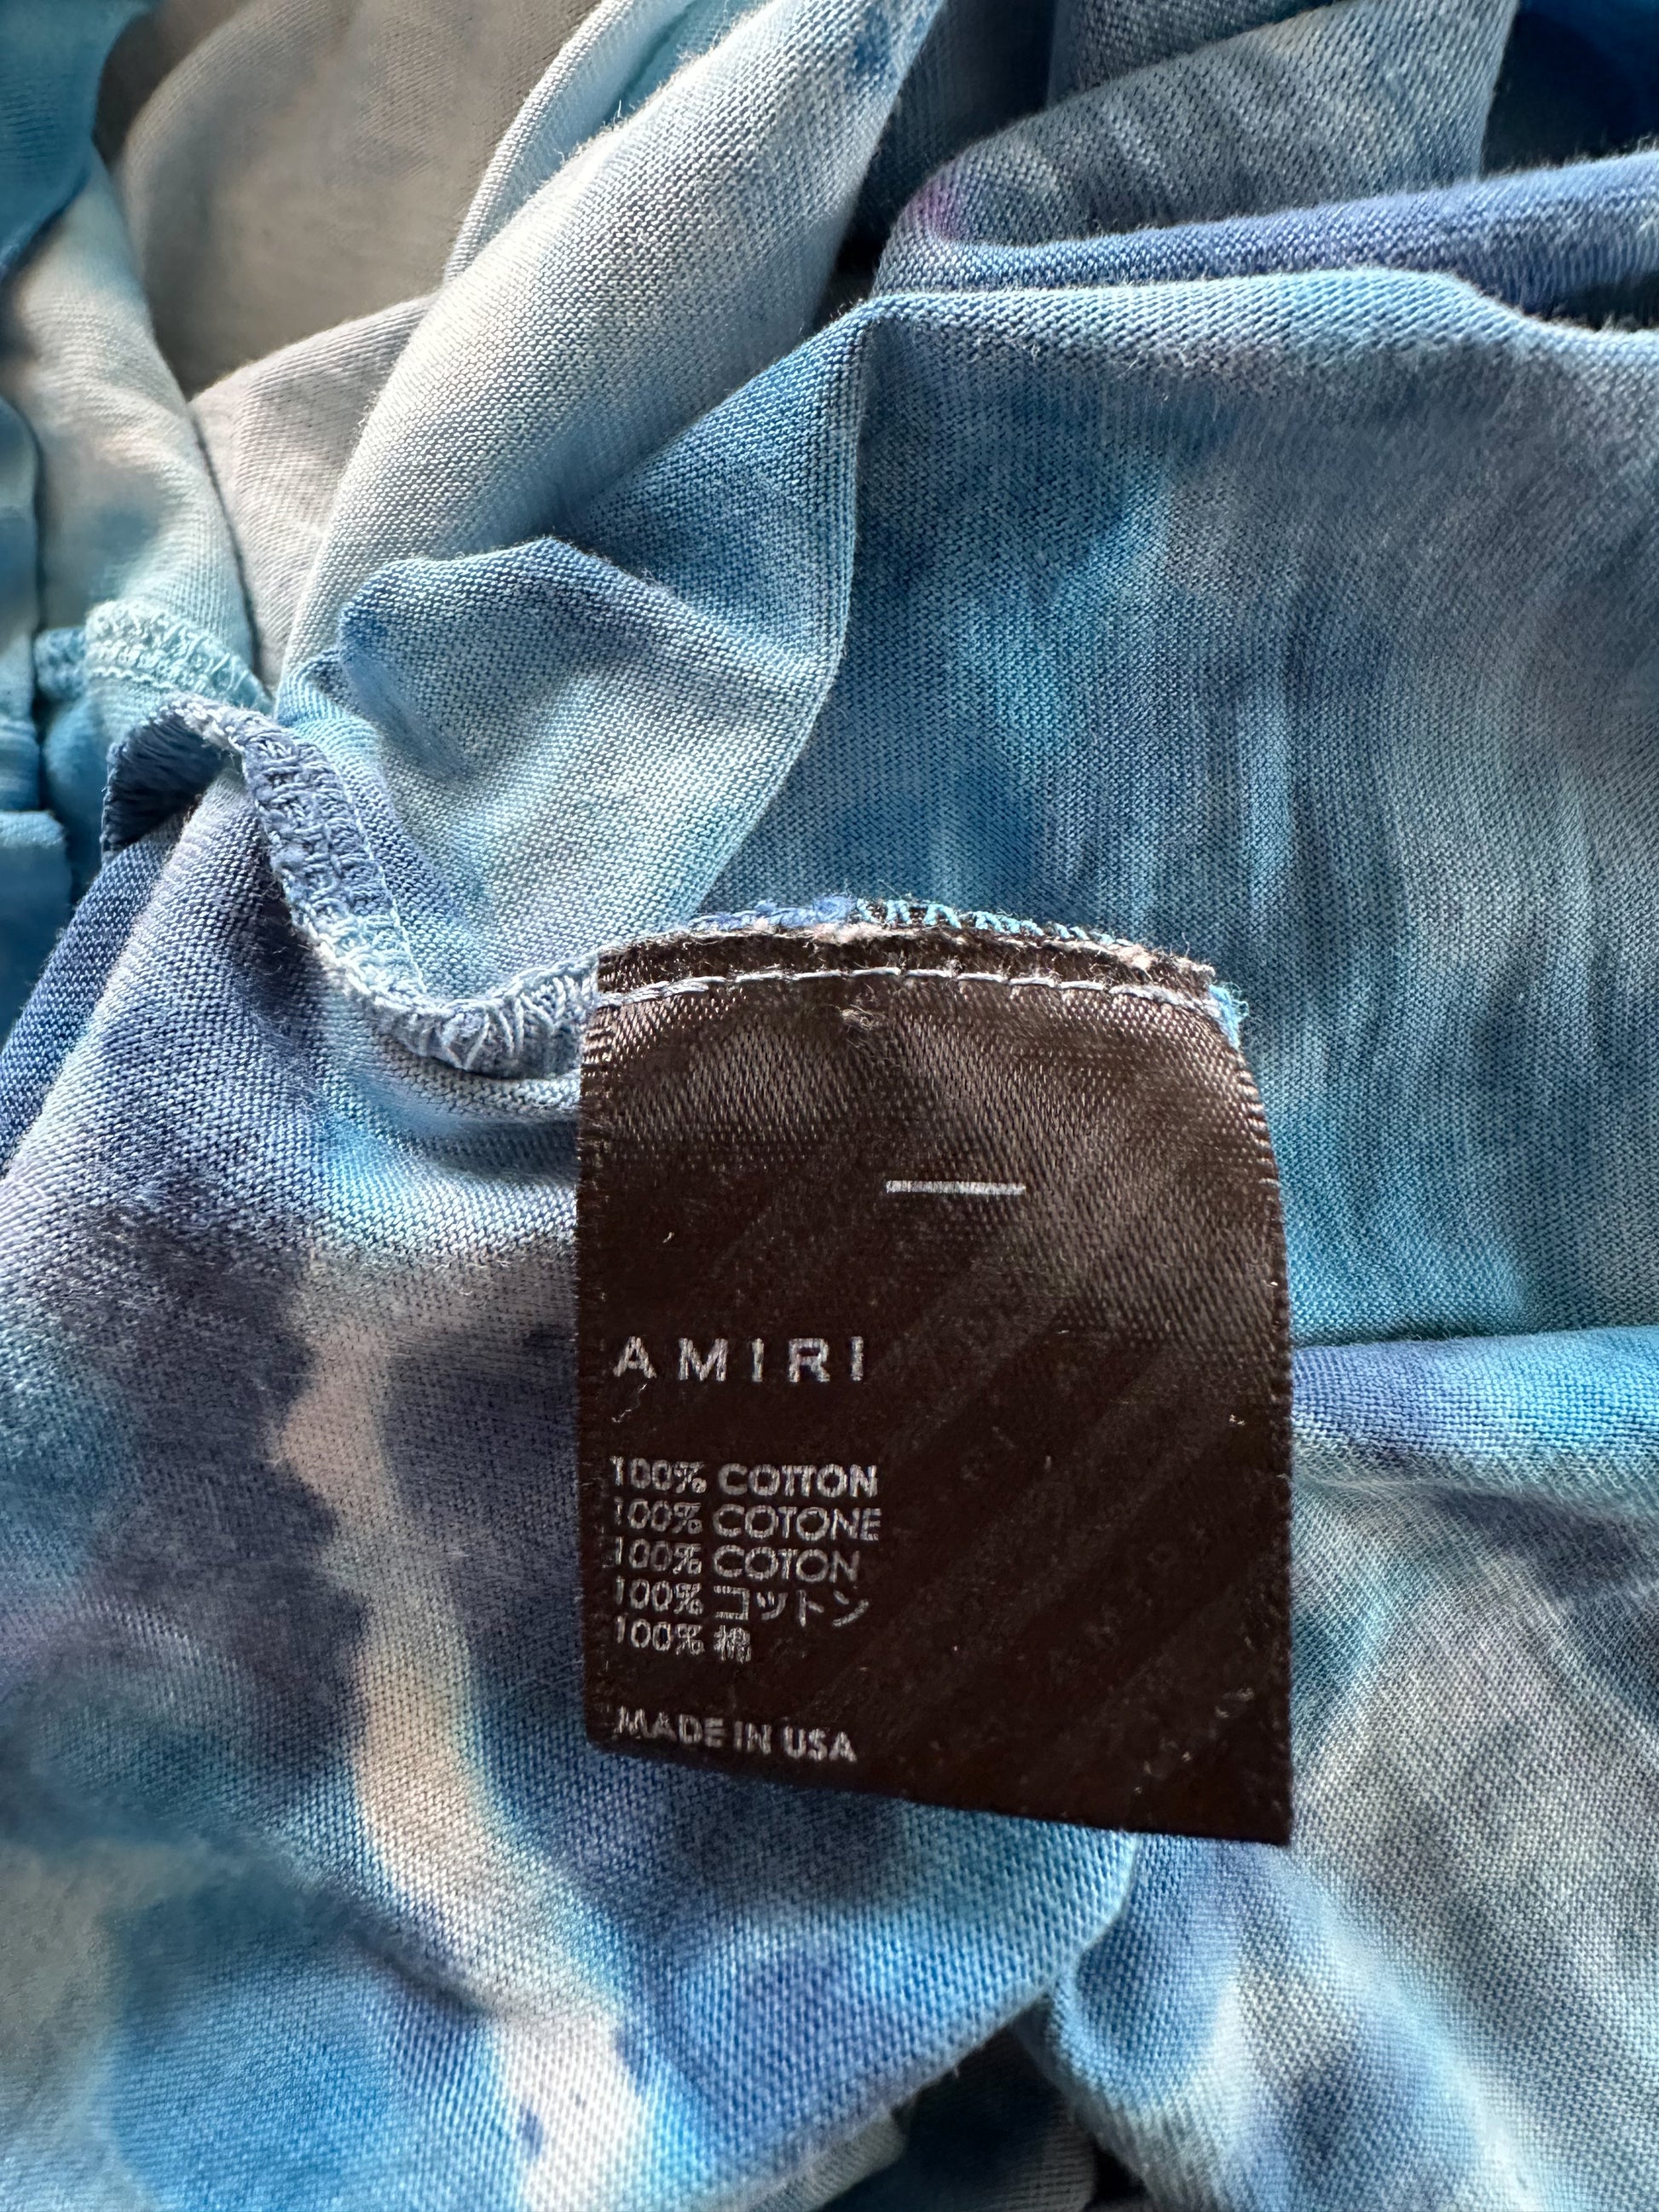 AMIRI
100% COTTON
100% COTONE
100% COTON
100% コットン
100% 棉
MADE IN USA